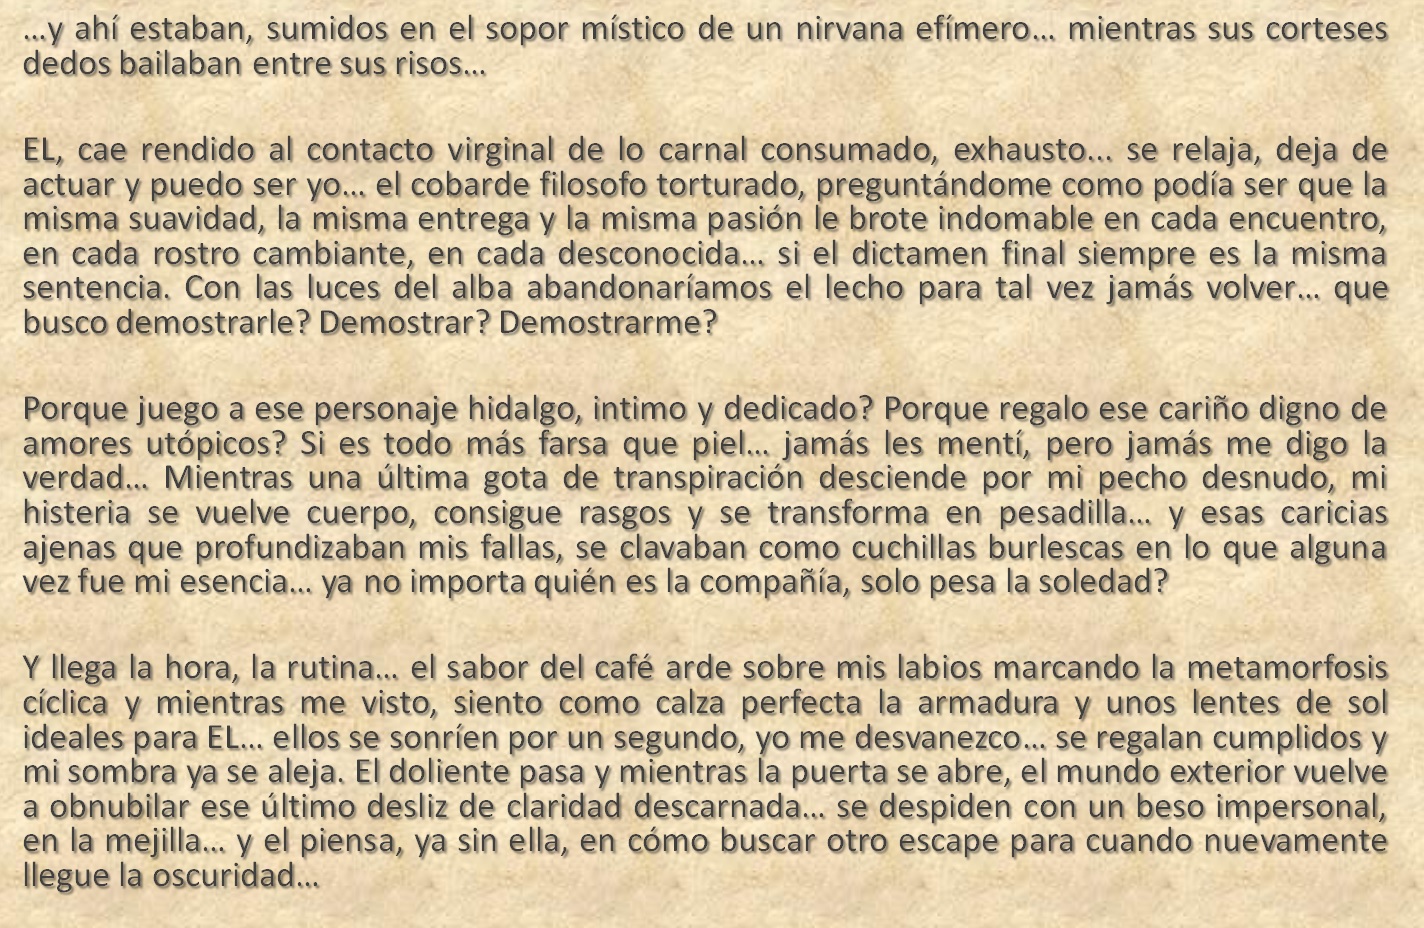 …y ahí estaban, sumidos en el sopor místico de un nirvana efímero… mientras sus corteses
dedos bailaban entre sus risos…
EL, cae rendido al contacto virginal de lo carnal consumado, exhausto… se relaja, deja de
actuar y puedo ser yo… el cobarde filosofo torturado, preguntándome como podía ser que la
misma suavidad, la misma entrega y la misma pasión le brote indomable en cada encuentro,
en cada rostro cambiante, en cada desconocida… si el dictamen final siempre es la misma
sentencia. Con las luces del alba abandonaríamos el lecho para tal vez jamás volver… que
busco demostrarle? Demostrar? Demostrarme?
Porque juego a ese personaje hidalgo, intimo y dedicado? Porque regalo ese cariño digno de
amores utópicos? Si es todo más farsa que piel… jamás les mentí, pero jamás me digo la
verdad… Mientras una última gota de transpiración desciende por mi pecho desnudo, mi
histeria se vuelve cuerpo, consigue rasgos y se transforma en pesadilla… y esas caricias
ajenas que profundizaban mis fallas, se clavaban como cuchillas burlescas en lo que alguna
vez fue mi esencia… ya no importa quién es la compañía, solo pesa la soledad?
Y llega la hora, la rutina… el sabor del café arde sobre mis labios marcando la metamorfosis
cíclica y mientras me visto, siento como calza perfecta la armadura y unos lentes de sol
ideales para EL… ellos se sonríen por un segundo, yo me desvanezco… se regalan cumplidos y
mi sombra ya se aleja. El doliente pasa y mientras la puerta se abre, el mundo exterior vuelve
a obnubilar ese último desliz de claridad descarnada… se despiden con un beso impersonal,
en la mejilla… y el piensa, ya sin ella, en cómo buscar otro escape para cuando nuevamente
llegue la oscuridad…